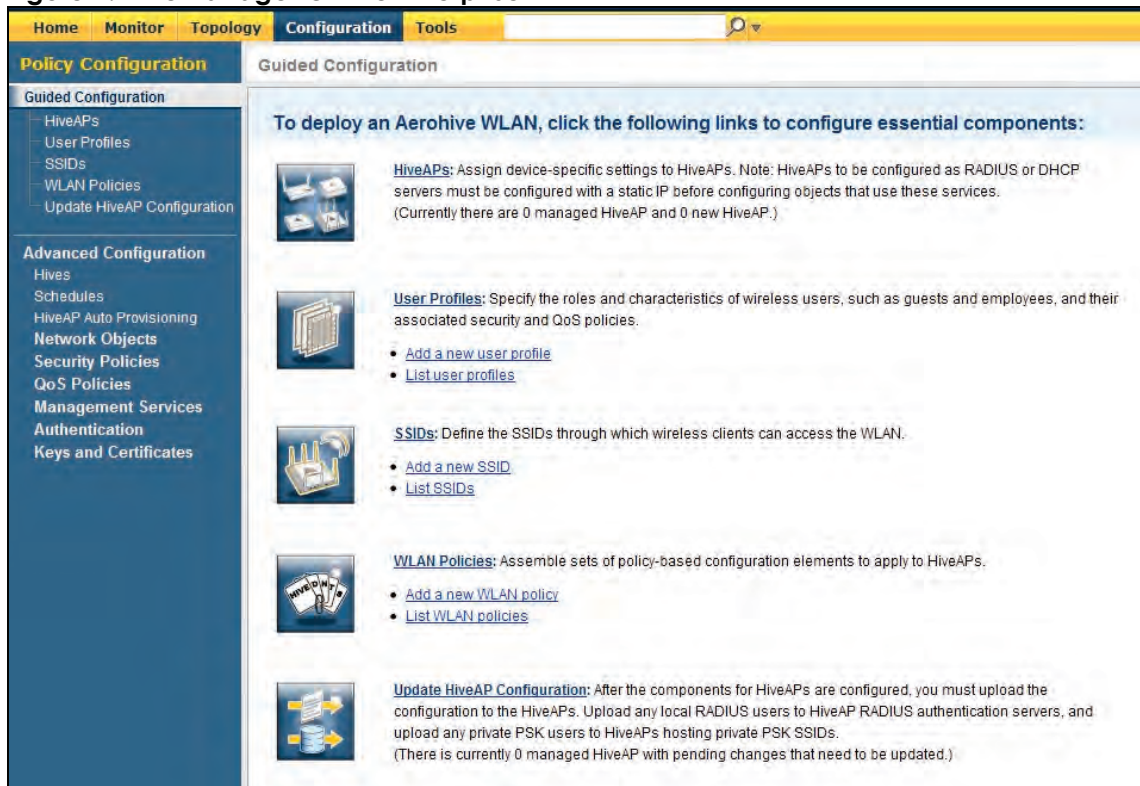 Home Monitor Topology Configuration Tools
Policy Configuration
Guided Configuration
HiveAPs
User Profiles
SSIDs
WLAN Policies
Update HiveAP Configuration
Advanced Configuration
Hives
Schedules
HiveAP Auto Provisioning
Network Objects
Security Policies
QoS Policies
Management Services
Authentication
Keys and Certificates
Guided Configuration
To deploy an Aerohive WLAN, click the following links to configure essential components:
HiveAPs: Assign device-specific settings to HiveAPs. Note: HiveAPs to be configured as RADIUS or DHCP
servers must be configured with a static IP before configuring objects that use these services.
(Currently there are 0 managed HiveAP and 0 new HiveAP.)
User Profiles: Specify the roles and characteristics of wireless users, such as guests and employees, and their
associated security and QoS policies.
• Add a new user profile
• List user profiles
SSIDs: Define the SSIDs through which wireless clients can access the WLAN.
• Add a new SSID
• List SSIDs
WLAN Policies: Assemble sets of policy-based configuration elements to apply to HiveAPs.
• Add a new WLAN policy
• List WLAN policies
Update HiveAP Configuration: After the components for HiveAPs are configured, you must upload the
configuration to the HiveAPs. Upload any local RADIUS users to HiveAP RADIUS authentication servers, and
upload any private PSK users to HiveAPs hosting private PSK SSIDs.
(There is currently 0 managed HiveAP with pending changes that need to be updated.)